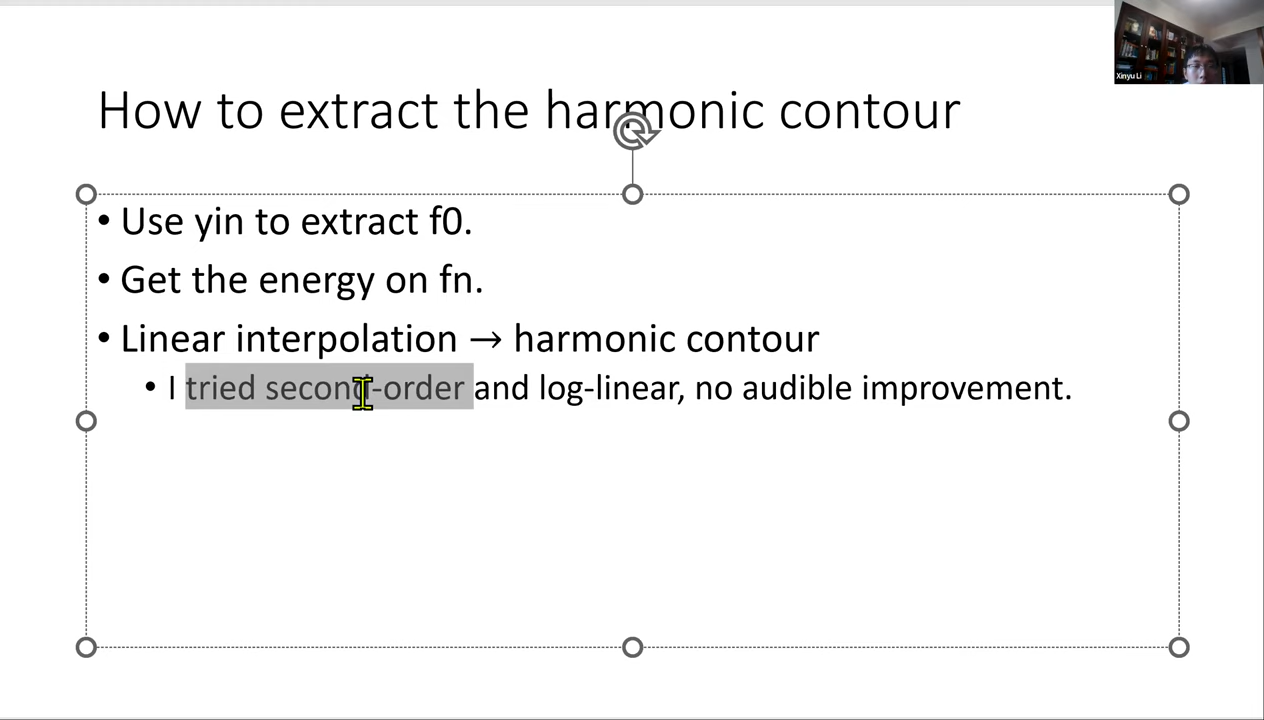 Xinyu Li
How to extract the harmonic contour
• Use yin to extract f0.
• Get the energy on fn.
• Linear interpolation → harmonic contour
• I tried second-order and log-linear, no audible improvement.